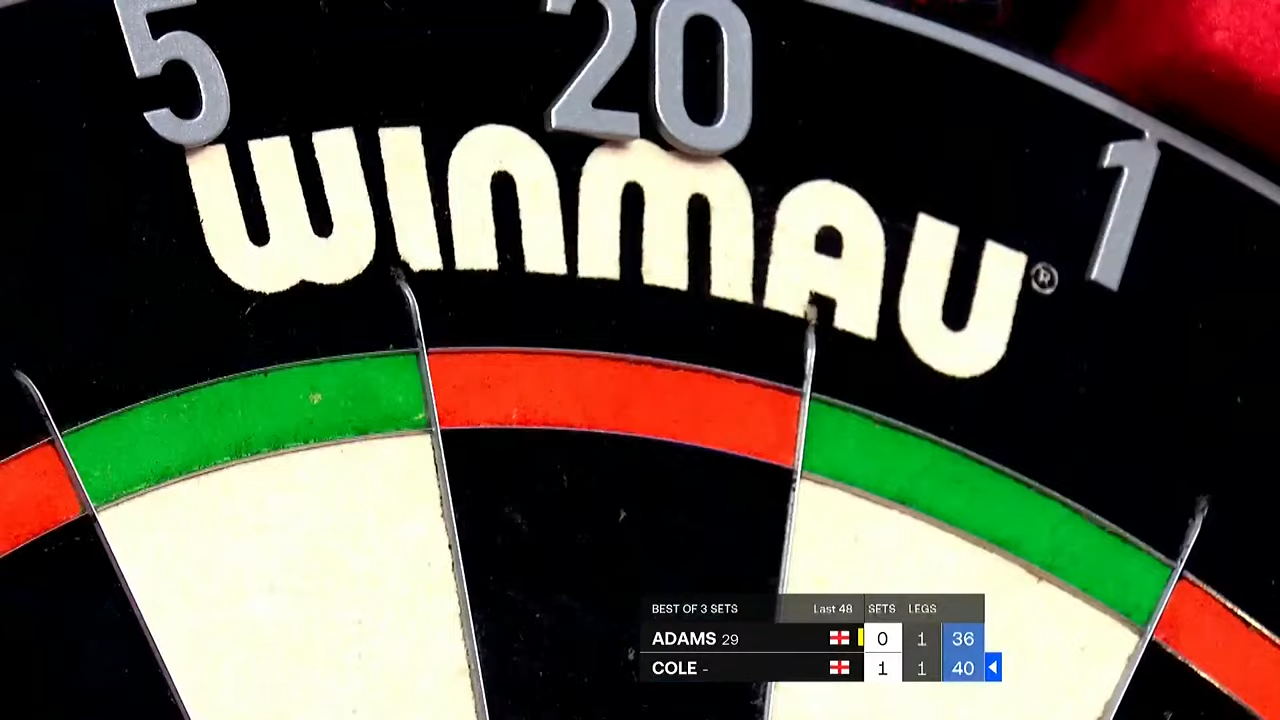 5 20 1
WINMAU®
BEST OF 3 SETS Last 48 SETS LEGS
ADAMS 29 0 1 36
COLE - 1 1 40